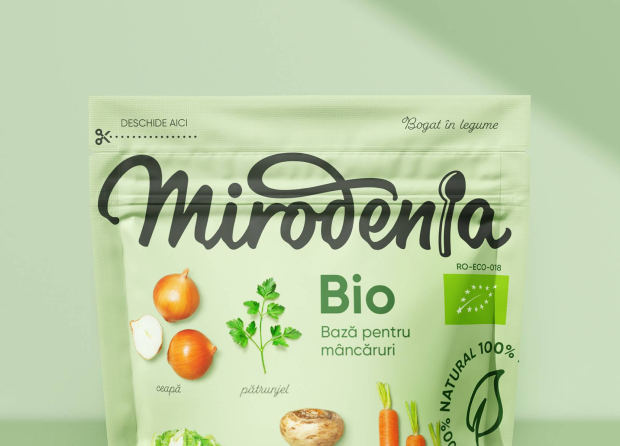 DESCHIDE AICI
Bogat în legume
Mirodenia
RO-ECO-018
Bio
Bază pentru
mâncăruri
100% NATURAL 100%
ceapă
pătrunjel